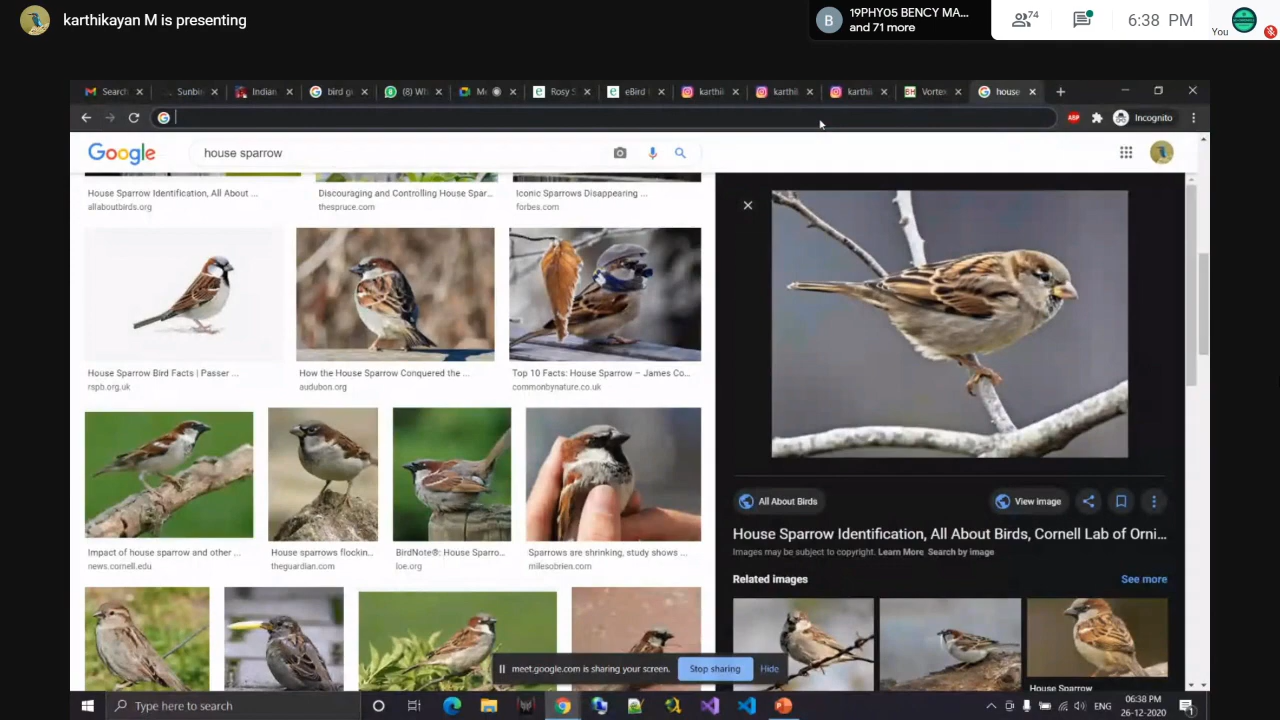 karthikayan M is presenting
B
19PHY05 BENCY MA...
and 71 more
74
6:38 PM
You
Search
Sunbir
Indian
bird gu
(8) Wh
Me
Rosy S
eBird I
karthi
karthi
karthi
BH Vortex
house
ABP
Incognito
Google
house sparrow
House Sparrow Identification, All About ...
allaboutbirds.org
Discouraging and Controlling House Spar...
thespruce.com
Iconic Sparrows Disappearing ...
forbes.com
House Sparrow Bird Facts | Passer ...
rspb.org.uk
How the House Sparrow Conquered the ...
audubon.org
Top 10 Facts: House Sparrow – James Co...
commonbynature.co.uk
Impact of house sparrow and other ...
news.cornell.edu
House sparrows flockin...
theguardian.com
BirdNote®: House Sparro...
loe.org
Sparrows are shrinking, study shows ...
milesobrien.com
All About Birds
View image
House Sparrow Identification, All About Birds, Cornell Lab of Orni...
Images may be subject to copyright. Learn More Search by image
Related images
See more
House Sparrow
meet.google.com is sharing your screen.
Stop sharing
Hide
Type here to search
ENG
06:38 PM
26-12-2020
1